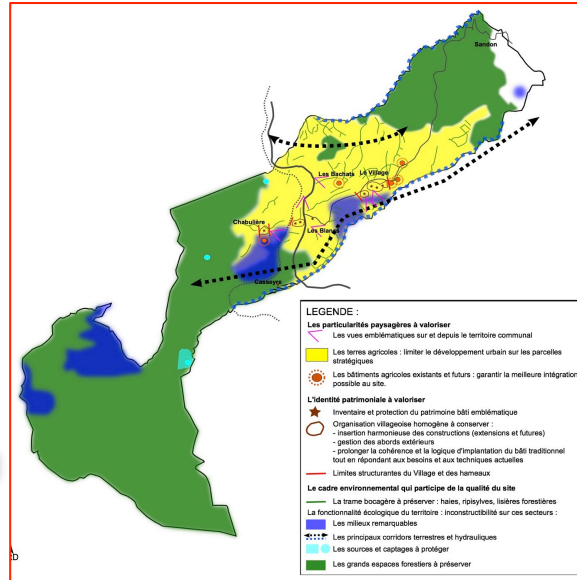 Sandon
Les Bachats
Le Village
Chabulière
Les Blancs
Cassayre
LEGENDE :
Les particularités paysagères à valoriser
Les vues emblématiques sur et depuis le territoire communal
Les terres agricoles : limiter le développement urbain sur les parcelles
stratégiques
Les bâtiments agricoles existants et futurs : garantir la meilleure intégration
possible au site.
L'identité patrimoniale à valoriser
Inventaire et protection du patrimoine bâti emblématique
Organisation villageoise homogène à conserver :
- insertion harmonieuse des constructions (extensions et futures)
- gestion des abords extérieurs
- prolonger la cohérence et la logique d'implantation du bâti traditionnel
tout en répondant aux besoins et aux techniques actuelles
Limites structurantes du Village et des hameaux
Le cadre environnemental qui participe de la qualité du site
La trame bocagère à préserver : haies, ripisylves, lisières forestières
La fonctionnalité écologique du territoire : inconstructibilité sur ces secteurs :
Les milieux remarquables
Les principaux corridors terrestres et hydrauliques
Les sources et captages à protéger
Les grands espaces forestiers à préserver